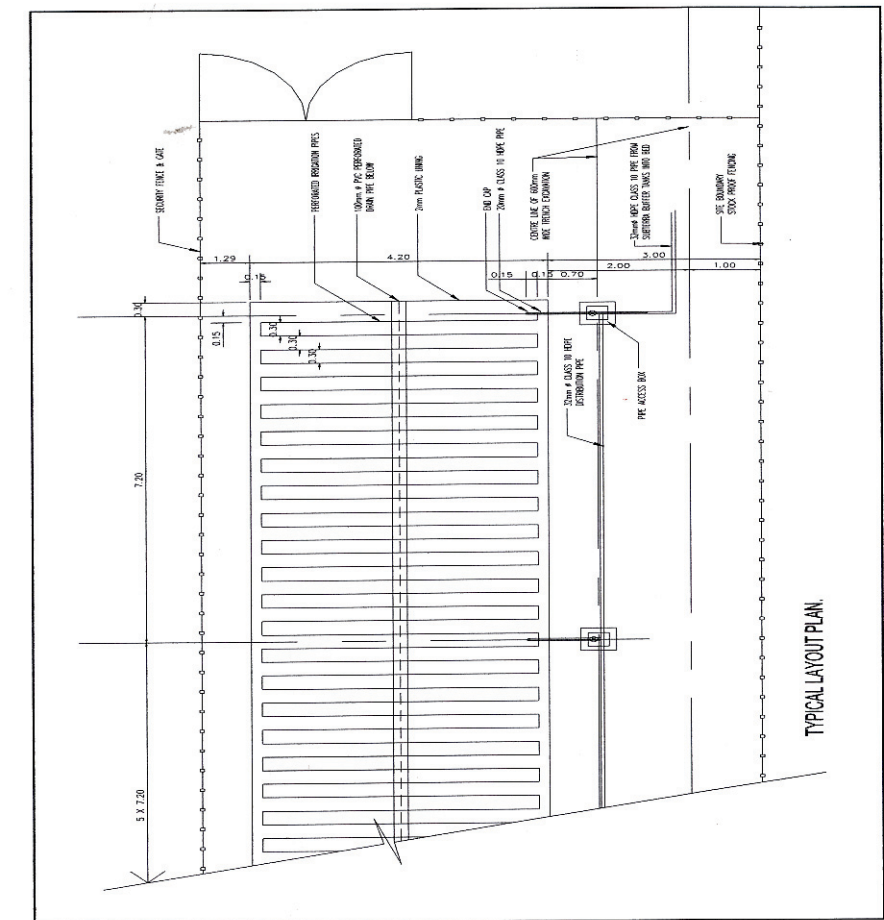 SECURITY FENCE & GATE
PERFORATED IRRIGATION PIPES
100mm ø PVC PERFORATED
DRAIN PIPE BELOW
2mm PLASTIC LINING
END CAP
20mm ø CLASS 10 HDPE PIPE
CENTRE LINE OF 600mm
WIDE TRENCH EXCAVATION
32mmø HDPE CLASS 10 PIPE FROM
SUBTERRA BUFFER TANKS INTO BED
SITE BOUNDARY
STOCK PROOF FENCING
1.29
4.20
3.00
2.00
1.00
0.15
0.15
0.15
0.70
0.30
0.15
0.30
0.30
0.30
7.20
5 X 7.20
32mm ø CLASS 10 HDPE
DISTRIBUTION PIPE
PIPE ACCESS BOX
TYPICAL LAYOUT PLAN.